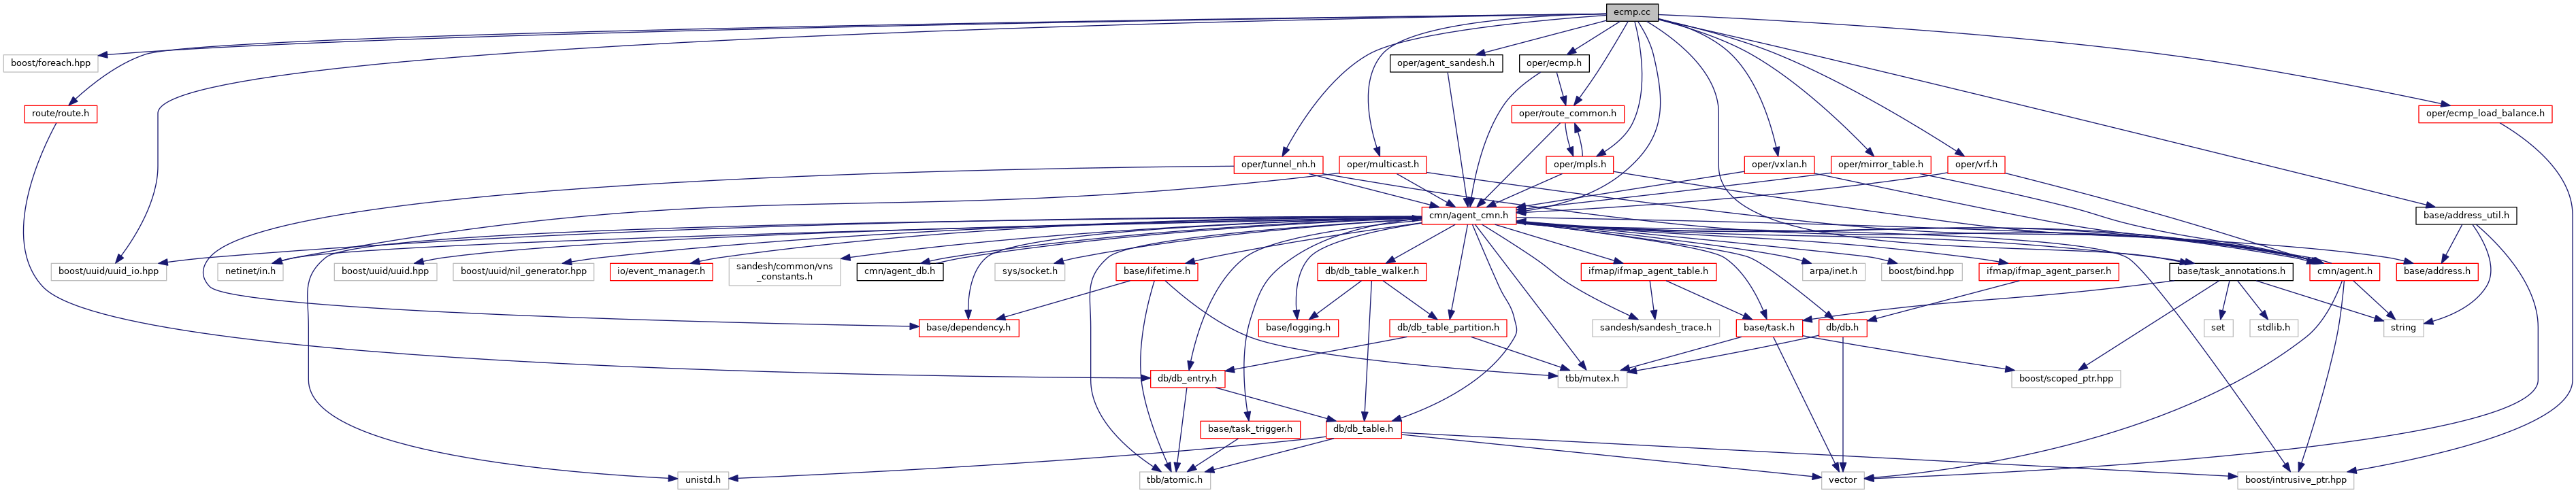 ecmp.cc
boost/foreach.hpp
oper/agent_sandesh.h
oper/ecmp.h
route/route.h
oper/route_common.h
oper/ecmp_load_balance.h
oper/tunnel_nh.h
oper/multicast.h
oper/mpls.h
oper/vxlan.h
oper/mirror_table.h
oper/vrf.h
cmn/agent_cmn.h
base/address_util.h
boost/uuid/uuid_io.hpp
netinet/in.h
boost/uuid/uuid.hpp
boost/uuid/nil_generator.hpp
io/event_manager.h
sandesh/common/vns
_constants.h
cmn/agent_db.h
sys/socket.h
base/lifetime.h
db/db_table_walker.h
ifmap/ifmap_agent_table.h
arpa/inet.h
boost/bind.hpp
ifmap/ifmap_agent_parser.h
base/task_annotations.h
cmn/agent.h
base/address.h
base/dependency.h
base/logging.h
db/db_table_partition.h
sandesh/sandesh_trace.h
base/task.h
db/db.h
set
stdlib.h
string
db/db_entry.h
tbb/mutex.h
boost/scoped_ptr.hpp
base/task_trigger.h
db/db_table.h
unistd.h
tbb/atomic.h
vector
boost/intrusive_ptr.hpp